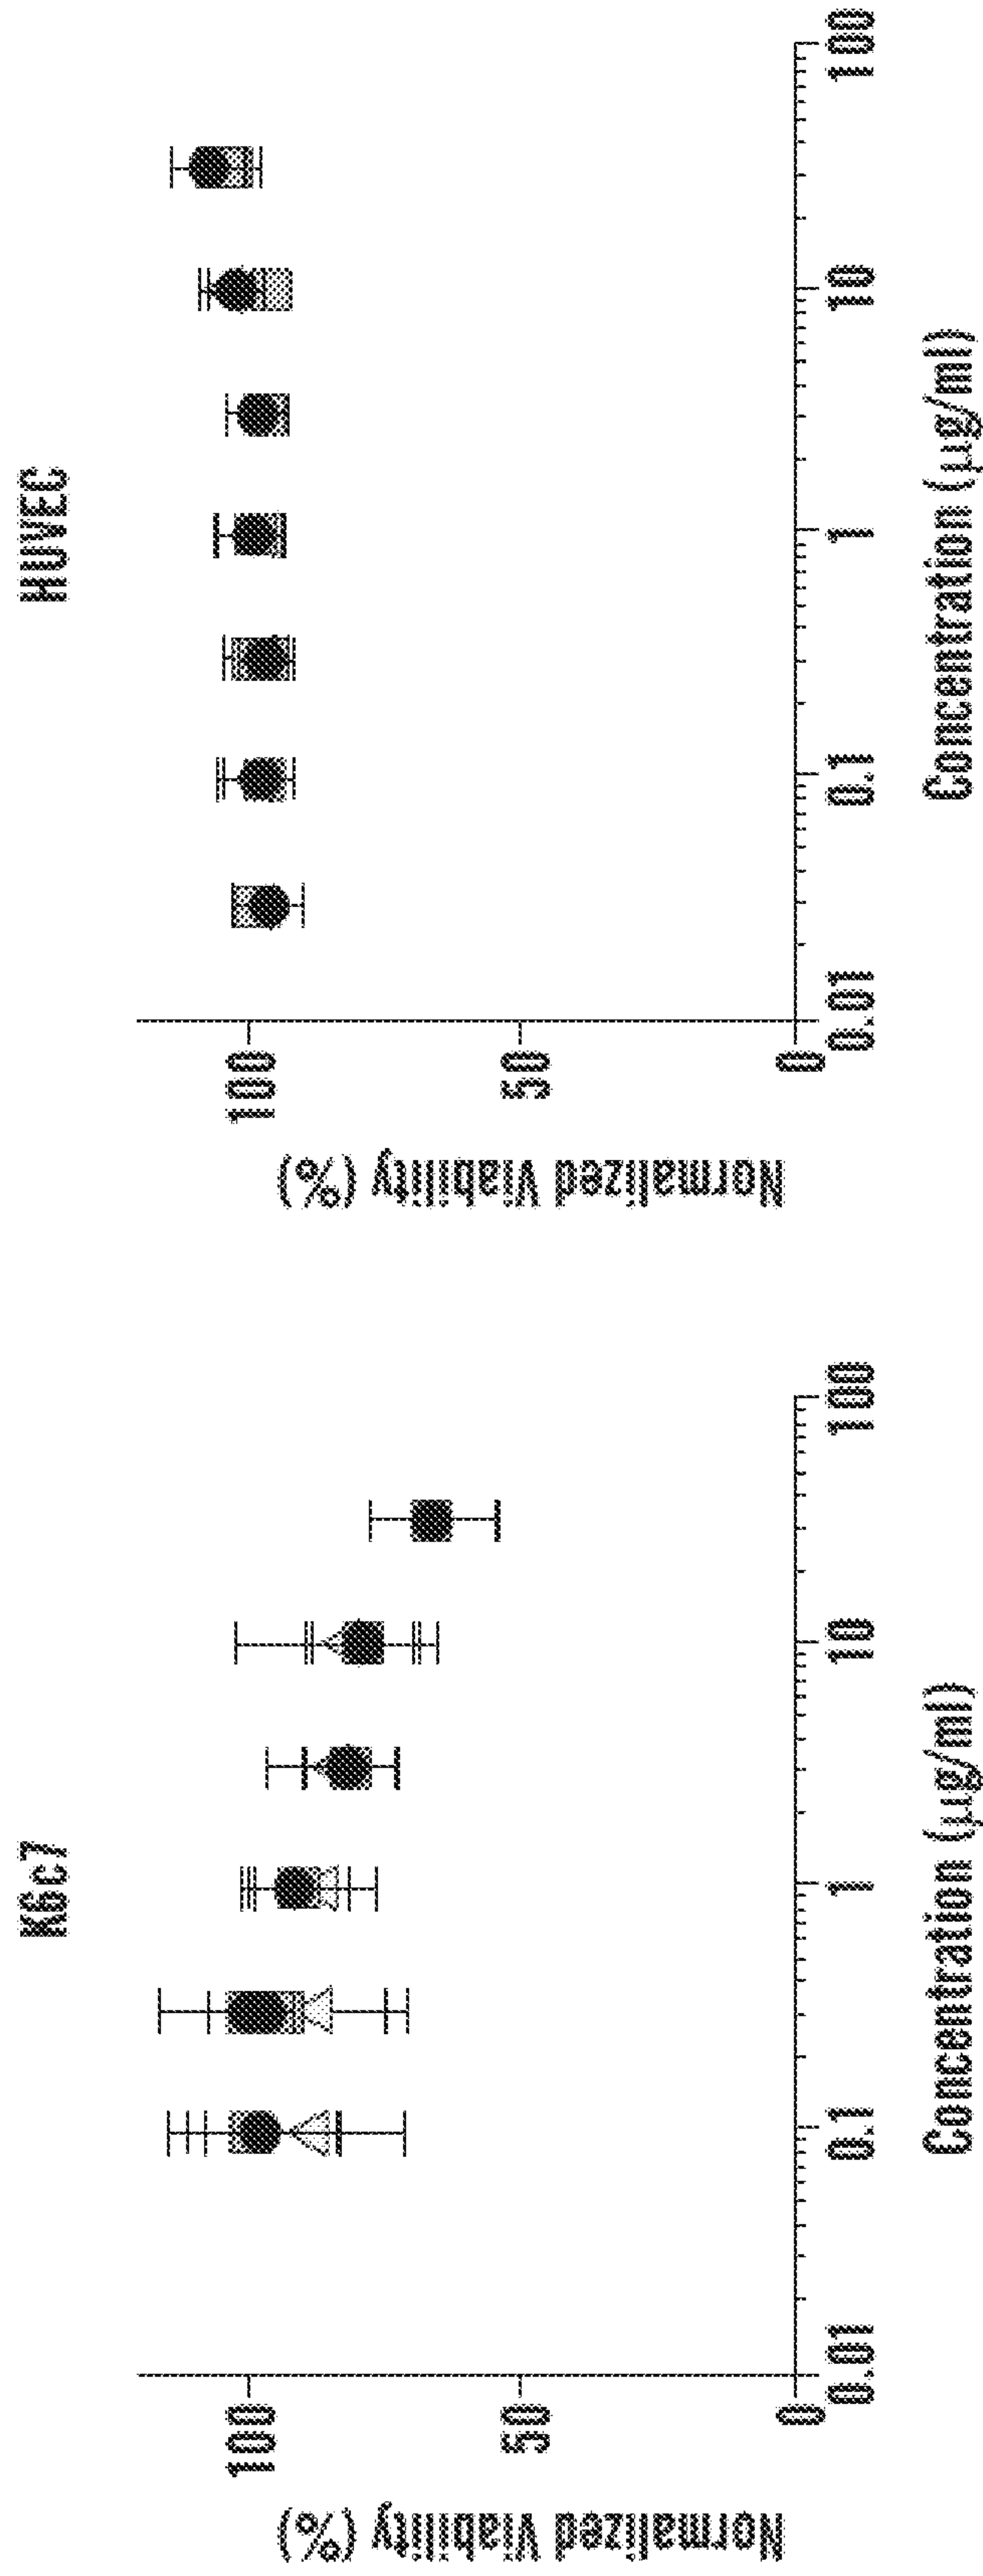 K6c7
Normalized Viability (%)
100
50
0
0.01
0.1
1
10
100
Concentration (µg/ml)
HUVEC
Normalized Viability (%)
100
50
0
0.01
0.1
1
10
100
Concentration (µg/ml)